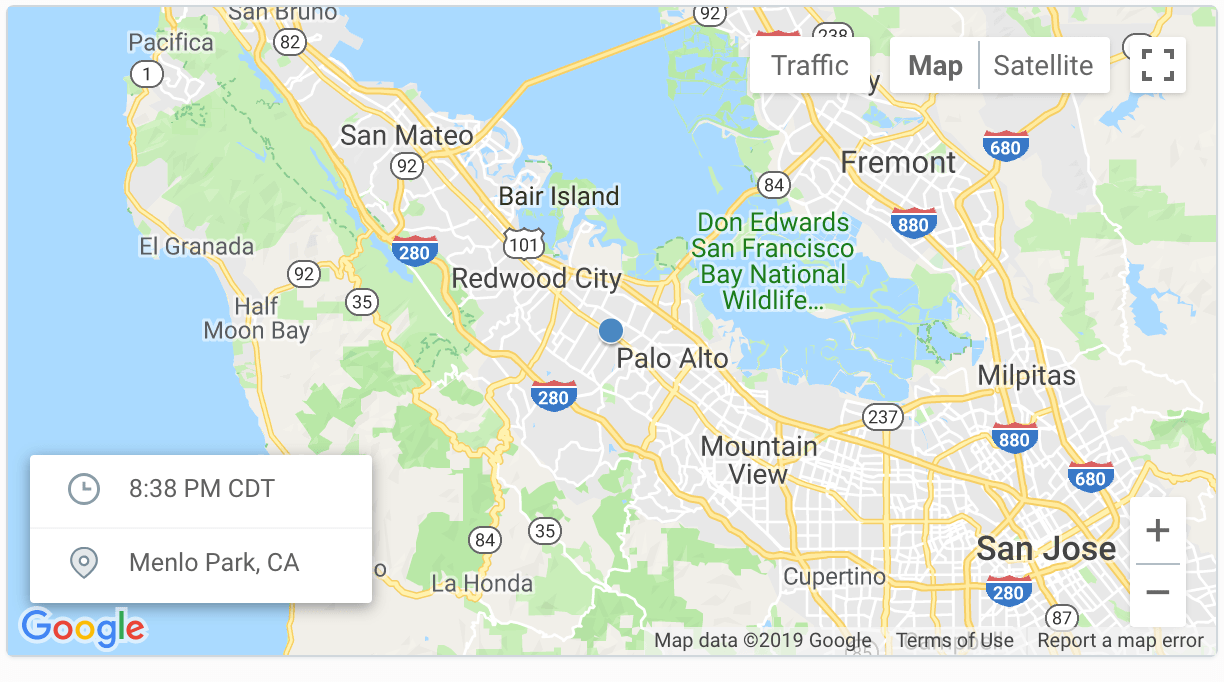 San Bruno
92
Pacifica
82
238
Traffic
Map
Satellite
1
y
San Mateo
680
92
Fremont
84
Bair Island
880
Don Edwards
San Francisco
Bay National
Wildlife...
101
El Granada
280
92
Redwood City
35
Half
Moon Bay
Palo Alto
Milpitas
280
237
880
Mountain
View
680
8:38 PM CDT
35
84
San Jose
+
−
Menlo Park, CA
o
La Honda
Cupertino
280
87
Google
Map data ©2019 Google
Terms of Use
Report a map error
Campbell
85